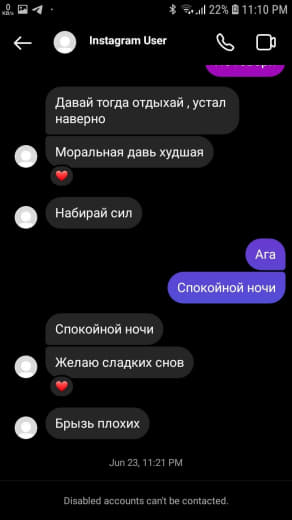 0
KB/s
22% 11:10 PM
Instagram User
Давай тогда отдыхай , устал
наверно
Моральная давь худшая
Набирай сил
Ага
Спокойной ночи
Спокойной ночи
Желаю сладких снов
Брызь плохих
Jun 23, 11:21 PM
Disabled accounts can't be contacted.